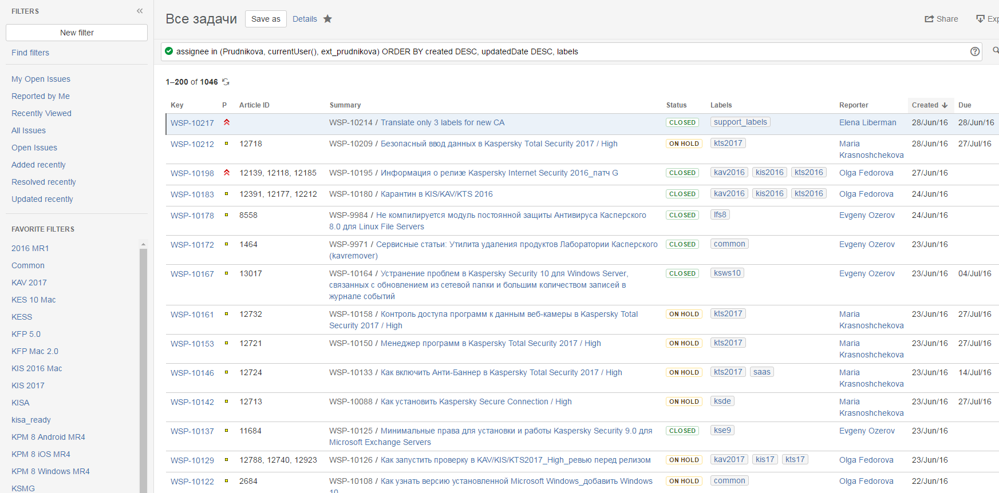 FILTERS
New filter
Find filters
My Open Issues
Reported by Me
Recently Viewed
All Issues
Open Issues
Added recently
Resolved recently
Updated recently
FAVORITE FILTERS
2016 MR1
Common
KAV 2017
KES 10 Mac
KESS
KFP 5.0
KFP Mac 2.0
KIS 2016 Mac
KIS 2017
KISA
kisa_ready
KPM 8 Android MR4
KPM 8 iOS MR4
KPM 8 Windows MR4
KSMG
Все задачи Save as Details Share Exp
assignee in (Prudnikova, currentUser(), ext_prudnikova) ORDER BY created DESC, updatedDate DESC, labels
1–200 of 1046
Key P Article ID Summary Status Labels Reporter Created Due
WSP-10217 WSP-10214 / Translate only 3 labels for new CA CLOSED support_labels Elena Liberman 28/Jun/16 28/Jun/16
WSP-10212 12718 WSP-10209 / Безопасный ввод данных в Kaspersky Total Security 2017 / High ON HOLD kts2017 Maria 28/Jun/16 27/Jul/16
Krasnoshchekova
WSP-10198 12139, 12118, 12185 WSP-10195 / Информация о релизе Kaspersky Internet Security 2016_патч G CLOSED kav2016 kis2016 kts2016 Olga Fedorova 27/Jun/16
WSP-10183 12391, 12177, 12212 WSP-10180 / Карантин в KIS/KAV/KTS 2016 CLOSED kav2016 kis2016 kts2016 Olga Fedorova 24/Jun/16
WSP-10178 8558 WSP-9984 / Не компилируется модуль постоянной защиты Антивируса Касперского CLOSED lfs8 Evgeny Ozerov 24/Jun/16
8.0 для Linux File Servers
WSP-10172 1464 WSP-9971 / Сервисные статьи: Утилита удаления продуктов Лаборатории Касперского CLOSED common Evgeny Ozerov 23/Jun/16
(kavremover)
WSP-10167 13017 WSP-10164 / Устранение проблем в Kaspersky Security 10 для Windows Server, CLOSED ksws10 Evgeny Ozerov 23/Jun/16 04/Jul/16
связанных с обновлением из сетевой папки и большим количеством записей в
журнале событий
WSP-10161 12732 WSP-10158 / Контроль доступа программ к данным веб-камеры в Kaspersky Total ON HOLD kts2017 Maria 23/Jun/16 27/Jul/16
Security 2017 / High Krasnoshchekova
WSP-10153 12721 WSP-10150 / Менеджер программ в Kaspersky Total Security 2017 / High ON HOLD kts2017 Maria 23/Jun/16 27/Jul/16
Krasnoshchekova
WSP-10146 12724 WSP-10133 / Как включить Анти-Баннер в Kaspersky Total Security 2017 / High ON HOLD kts2017 saas Maria 23/Jun/16 14/Jul/16
Krasnoshchekova
WSP-10142 12713 WSP-10088 / Как установить Kaspersky Secure Connection / High ON HOLD ksde Maria 23/Jun/16 27/Jul/16
Krasnoshchekova
WSP-10137 11684 WSP-10125 / Минимальные права для установки и работы Kaspersky Security 9.0 для CLOSED kse9 Evgeny Ozerov 23/Jun/16
Microsoft Exchange Servers
WSP-10129 12788, 12740, 12923 WSP-10126 / Как запустить проверку в KAV/KIS/KTS2017_High_ревью перед релизом ON HOLD kav2017 kis17 kts17 Olga Fedorova 23/Jun/16
WSP-10122 2684 WSP-10108 / Как узнать версию установленной Microsoft Windows_добавить Windows ON HOLD common Olga Fedorova 22/Jun/16
10